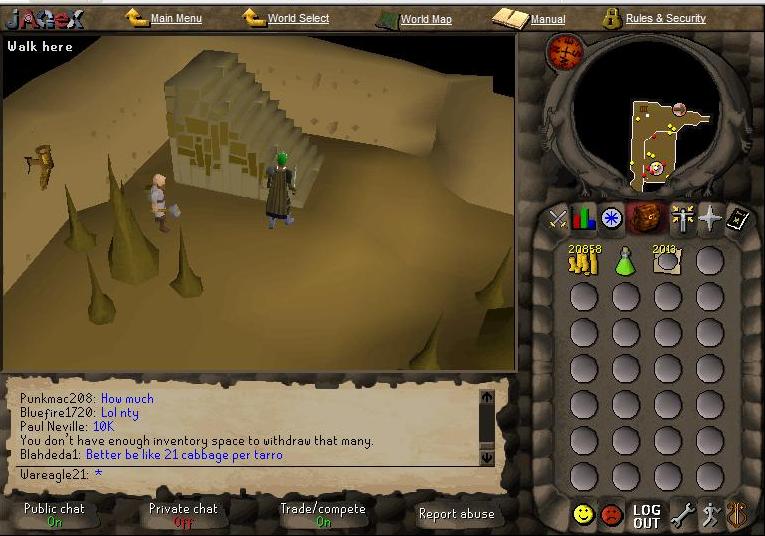 JAGEX
Main Menu
World Select
World Map
Manual
Rules & Security
Walk here
20858
2013
Punkmac208: How much
Bluefire1720: Lol nty
Paul Neville: 10K
You don't have enough inventory space to withdraw that many.
Blahdeda1: Better be like 21 cabbage per tarro
Wareagle21: *
Public chat
On
Private chat
Off
Trade/compete
On
Report abuse
LOG
OUT